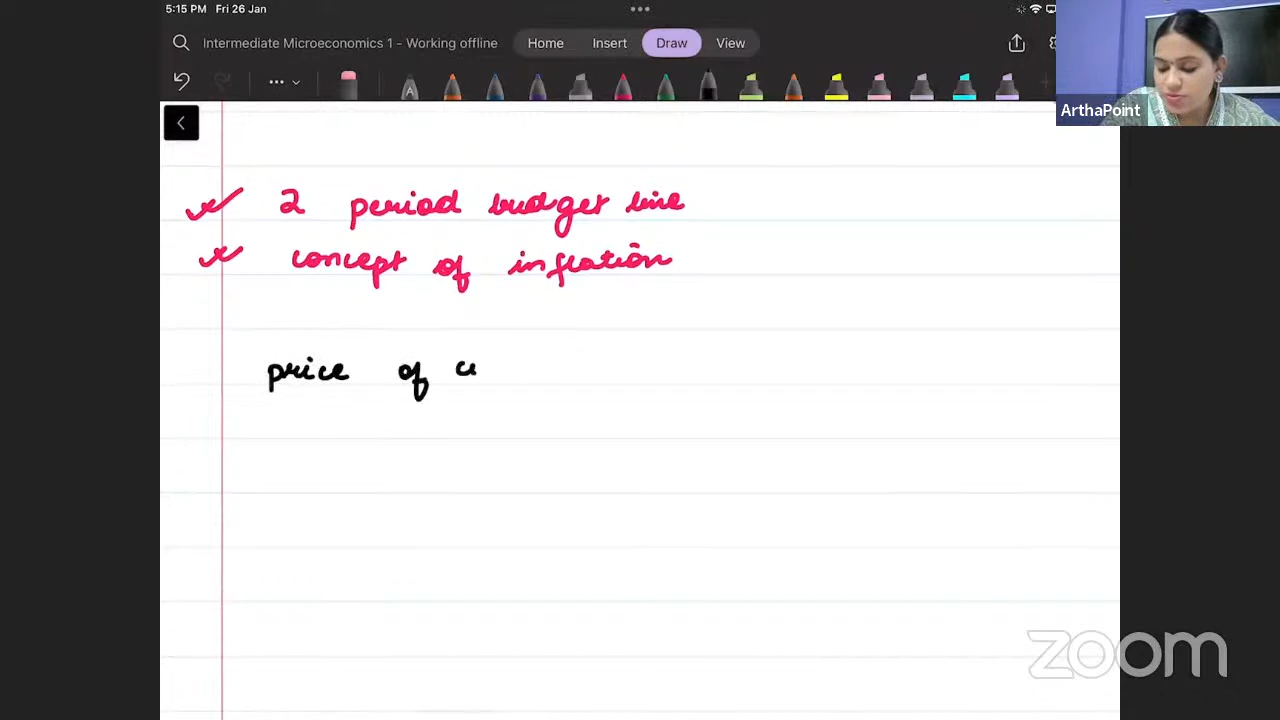 5:15 PM Fri 26 Jan
Intermediate Microeconomics 1 - Working offline
Home Insert Draw View
A
ArthaPoint
2 period budget line
concept of inflation
price of c
zoom